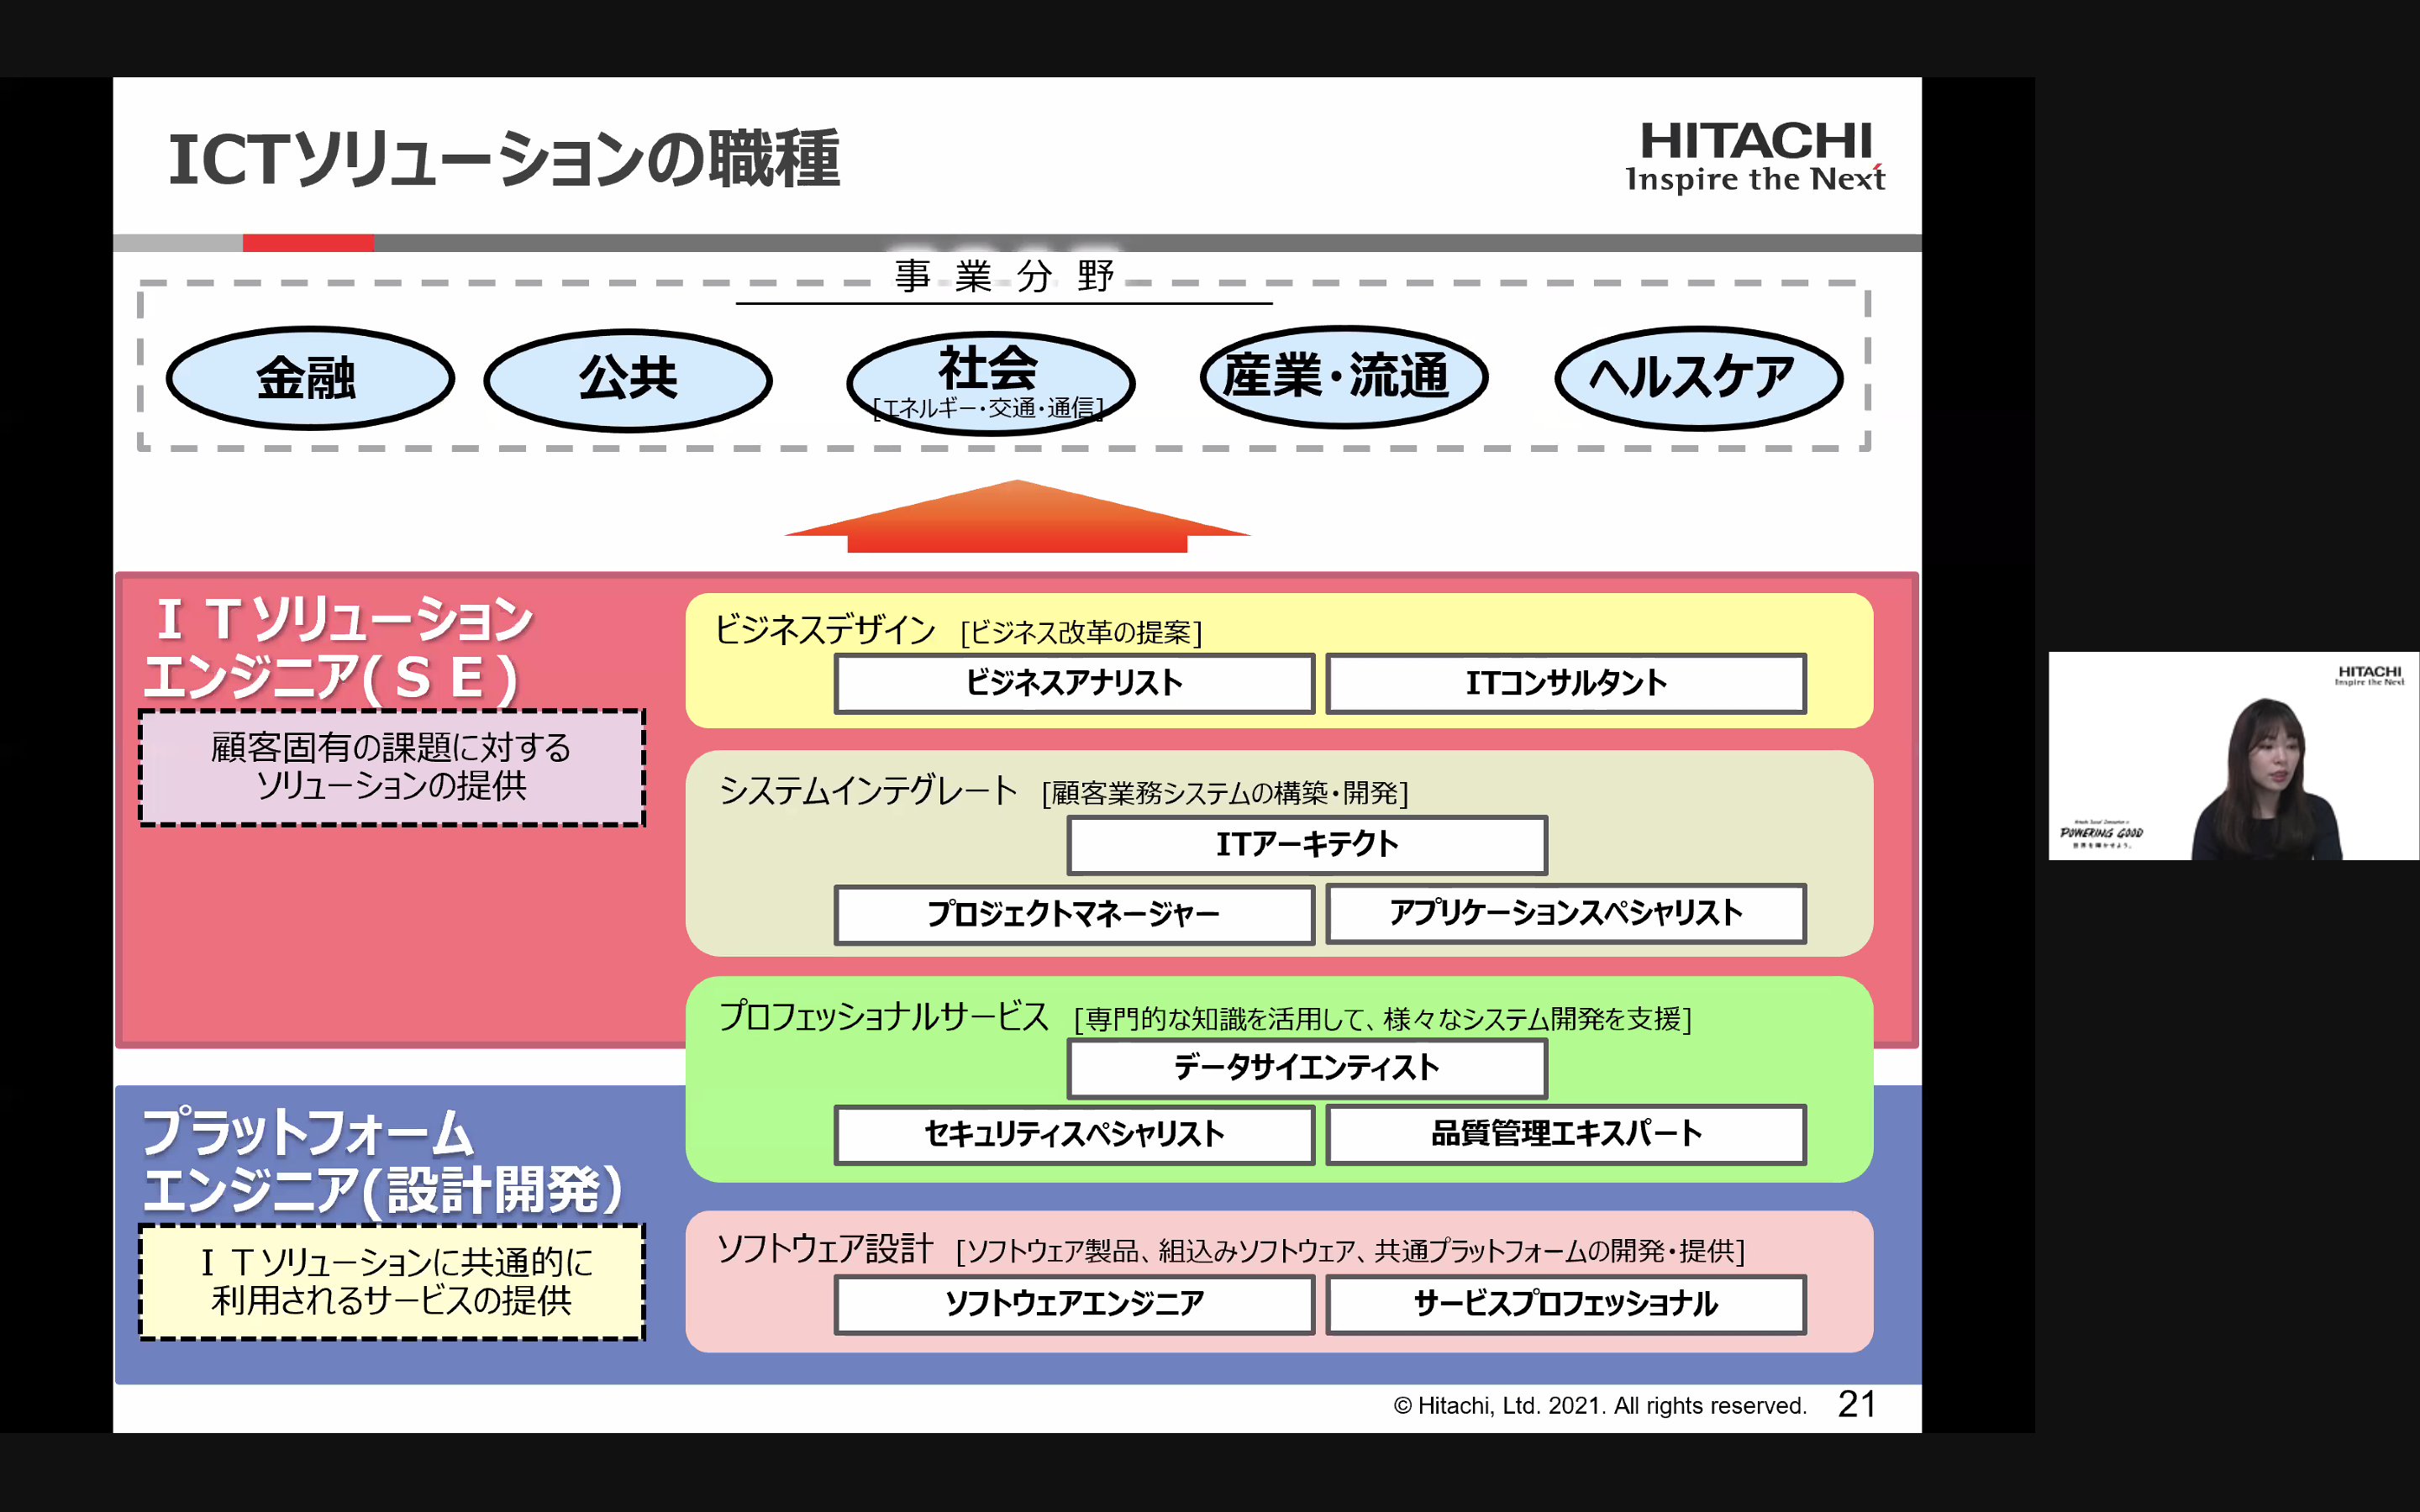 ICTソリューションの職種
HITACHI
Inspire the Next
事業分野
金融
公共
社会
[エネルギー・交通・通信]
産業・流通
ヘルスケア
ＩＴソリューション
エンジニア(ＳＥ)
顧客固有の課題に対する
ソリューションの提供
ビジネスデザイン [ビジネス改革の提案]
ビジネスアナリスト
ITコンサルタント
システムインテグレート [顧客業務システムの構築・開発]
ITアーキテクト
プロジェクトマネージャー
アプリケーションスペシャリスト
プロフェッショナルサービス [専門的な知識を活用して、様々なシステム開発を支援]
データサイエンティスト
セキュリティスペシャリスト
品質管理エキスパート
プラットフォーム
エンジニア(設計開発）
ＩＴソリューションに共通的に
利用されるサービスの提供
ソフトウェア設計 [ソフトウェア製品、組込みソフトウェア、共通プラットフォームの開発・提供]
ソフトウェアエンジニア
サービスプロフェッショナル
© Hitachi, Ltd. 2021. All rights reserved. 21
HITACHI
Inspire the Next
POWERING GOOD
世界を輝かせよう。